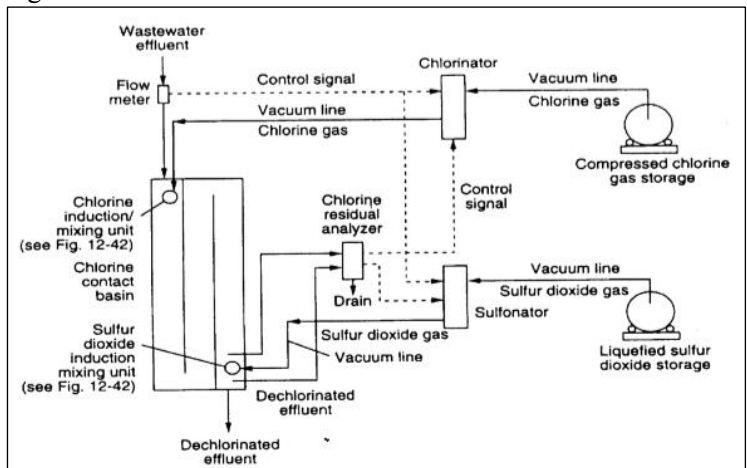 Wastewater
effluent
Flow
meter
Control signal
Chlorinator
Vacuum line
Chlorine gas
Vacuum line
Chlorine gas
Compressed chlorine
gas storage
Chlorine
induction/
mixing unit
(see Fig. 12-42)
Chlorine
contact
basin
Chlorine
residual
analyzer
Control
signal
Drain
Vacuum line
Sulfur dioxide gas
Sulfonator
Sulfur dioxide gas
Vacuum line
Liquefied sulfur
dioxide storage
Sulfur
dioxide
induction
mixing unit
(see Fig. 12-42)
Dechlorinated
effluent
Dechlorinated
effluent